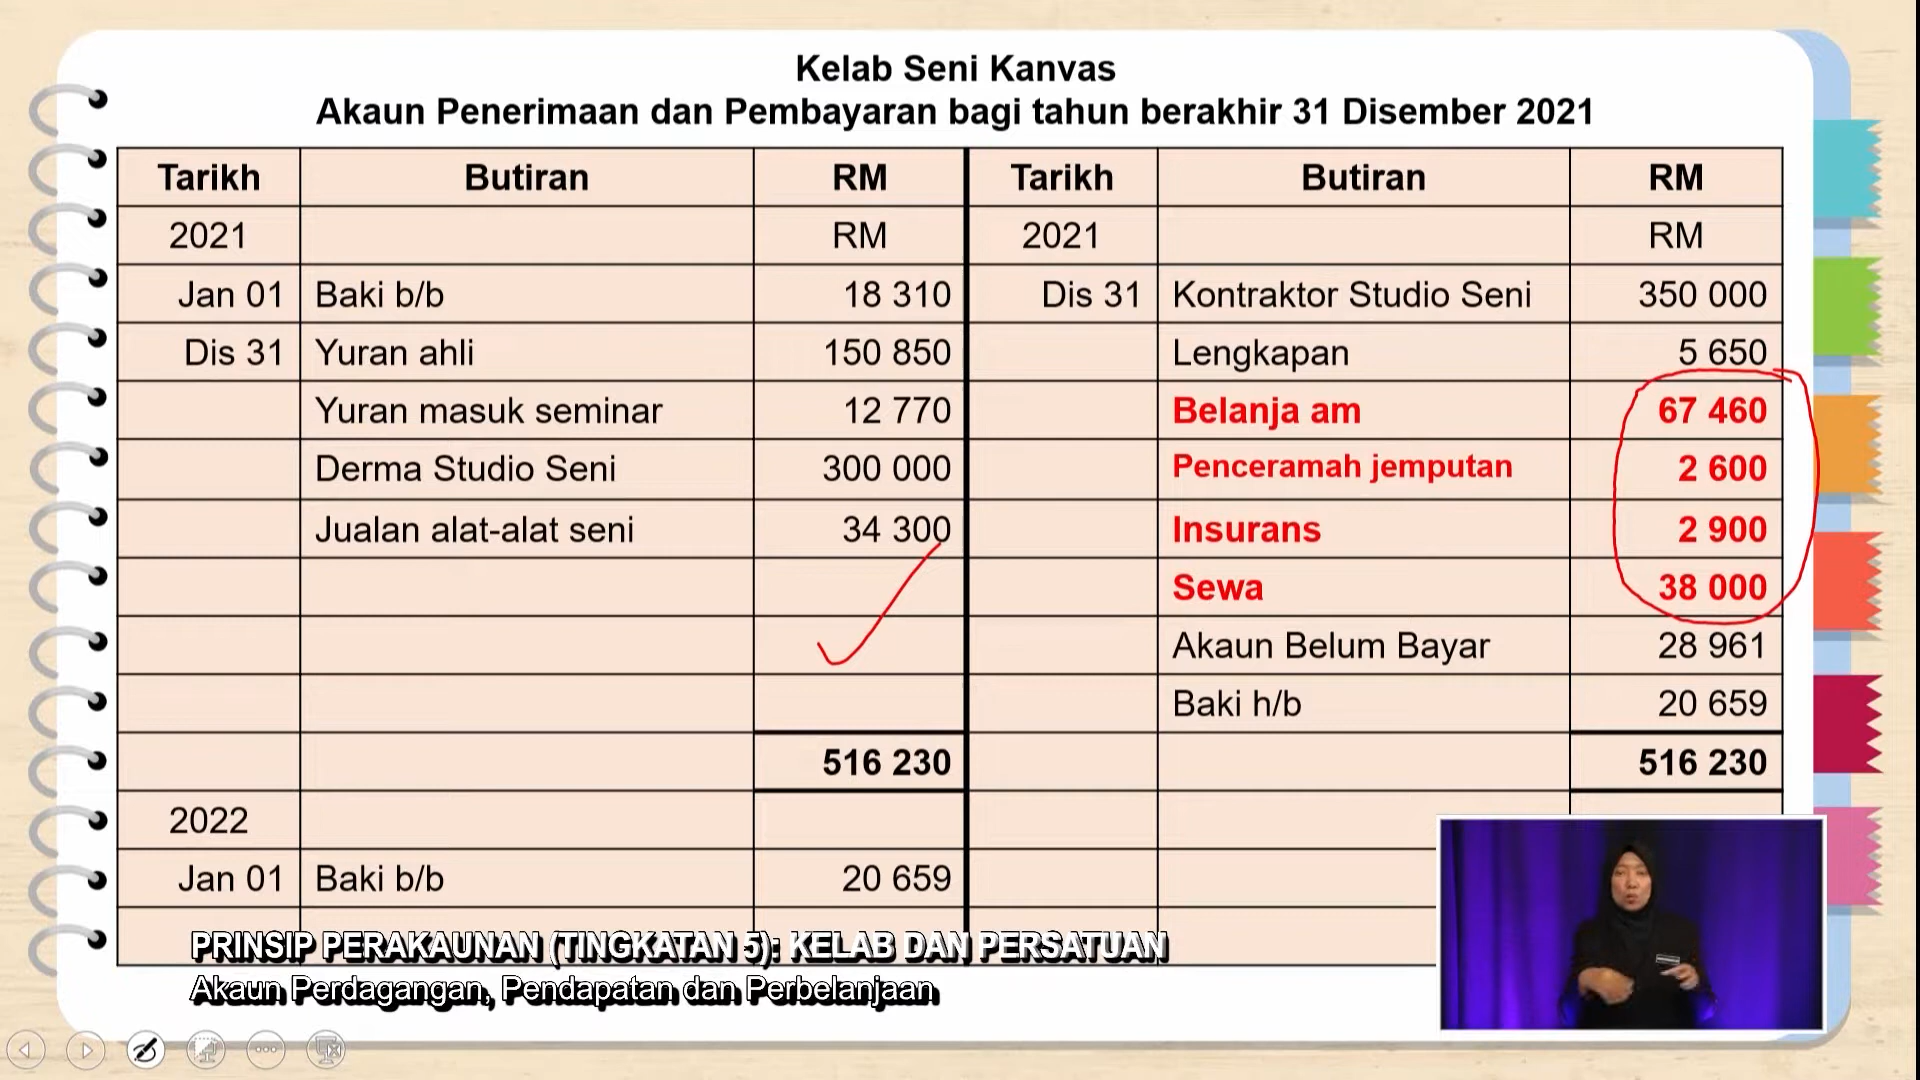 Kelab Seni Kanvas
Akaun Penerimaan dan Pembayaran bagi tahun berakhir 31 Disember 2021
Tarikh Butiran RM Tarikh Butiran RM
2021 RM 2021 RM
Jan 01 Baki b/b 18 310 Dis 31 Kontraktor Studio Seni 350 000
Dis 31 Yuran ahli 150 850 Lengkapan 5 650
Yuran masuk seminar 12 770 Belanja am 67 460
Derma Studio Seni 300 000 Penceramah jemputan 2 600
Jualan alat-alat seni 34 300 Insurans 2 900
Sewa 38 000
Akaun Belum Bayar 28 961
Baki h/b 20 659
516 230 516 230
2022
Jan 01 Baki b/b 20 659
PRINSIP PERAKAUNAN (TINGKATAN 5): KELAB DAN PERSATUAN
Akaun Perdagangan, Pendapatan dan Perbelanjaan